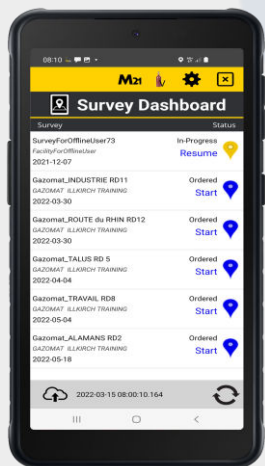 08:10
M21
Survey Dashboard
Survey Status
SurveyForOfflineUser73 In-Progress
FacilityForOfflineUser Resume
2021-12-07
Gazomat_INDUSTRIE RD11 Ordered
GAZOMAT ILLKIRCH TRAINING Start
2022-03-30
Gazomat_ROUTE du RHIN RD12 Ordered
GAZOMAT ILLKIRCH TRAINING Start
2022-03-30
Gazomat_TALUS RD 5 Ordered
GAZOMAT ILLKIRCH TRAINING Start
2022-04-04
Gazomat_TRAVAIL RD8 Ordered
GAZOMAT ILLKIRCH TRAINING Start
2022-05-04
Gazomat_ALAMANS RD2 Ordered
GAZOMAT ILLKIRCH TRAINING Start
2022-05-18
2022-03-15 08:00:10.164